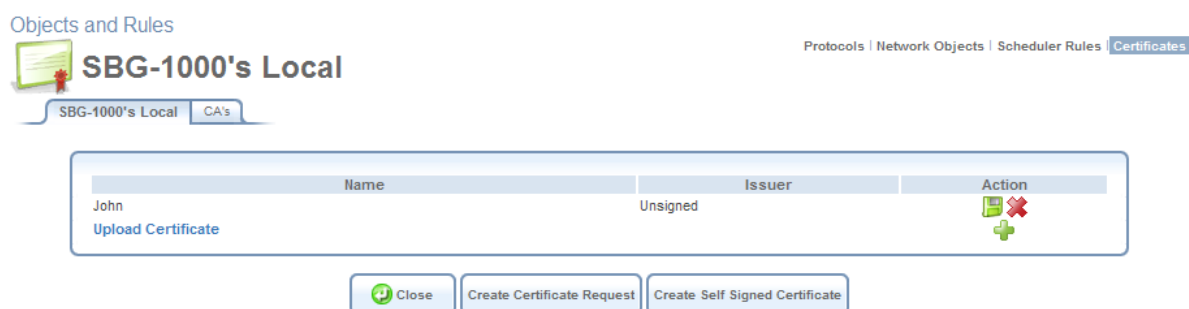 Objects and Rules
Protocols | Network Objects | Scheduler Rules | Certificates
SBG-1000's Local
SBG-1000's Local CA's
Name Issuer Action
John Unsigned
Upload Certificate
Close Create Certificate Request Create Self Signed Certificate